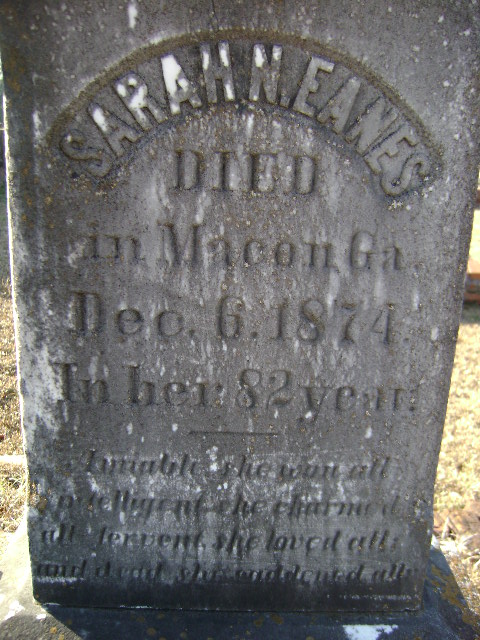 SARAH N. EANES
DIED
in Macon Ga
Dec. 6. 1874.
In her 82 year.
Amiable she won all
intelligent she charmed
all fervent she loved all:
and dead she saddened all